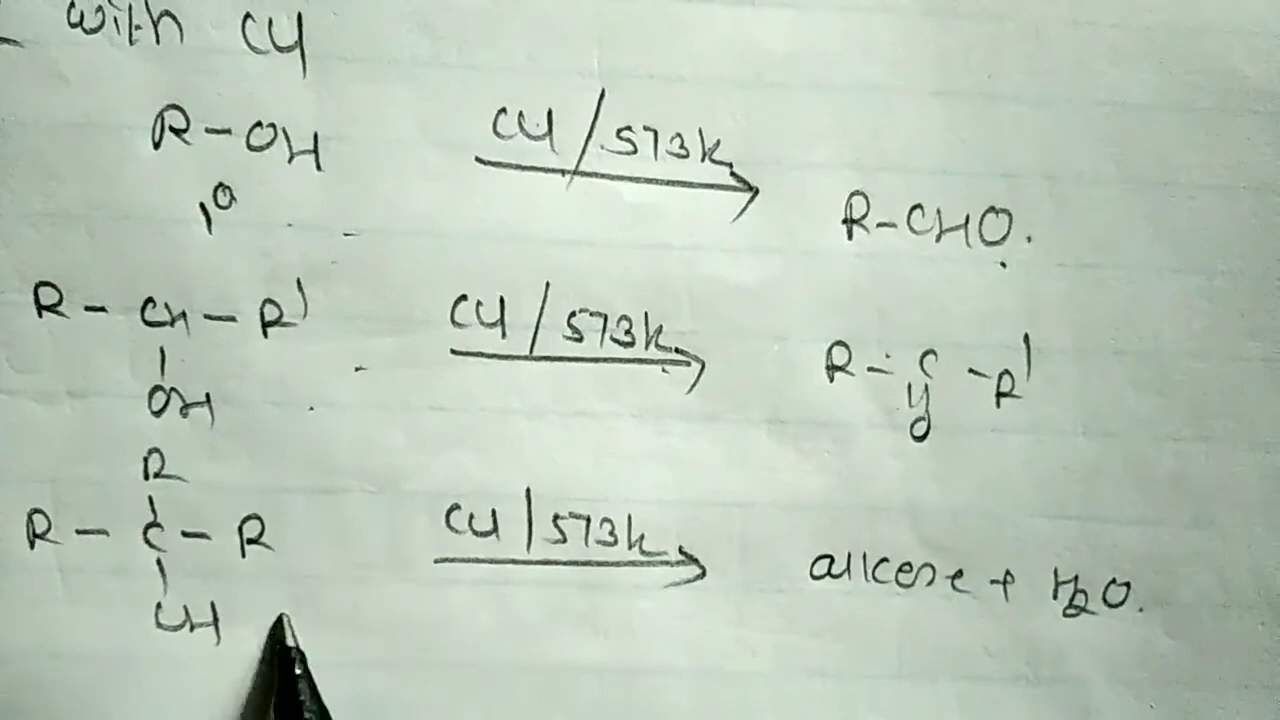 with Cu
R-OH Cu/573k R-CHO.
1°
R - CH - R' Cu/573k R - C - R'
OH O
R
R - C - R Cu/573k alkene + H2O.
OH